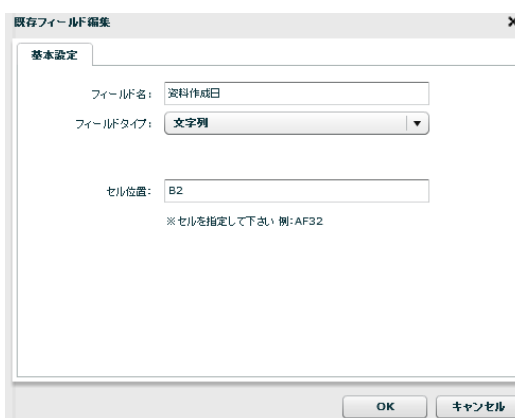 既存フィールド編集
基本設定
フィールド名: 資料作成日
フィールドタイプ: 文字列
セル位置: B2
※セルを指定して下さい 例:AF32
OK キャンセル